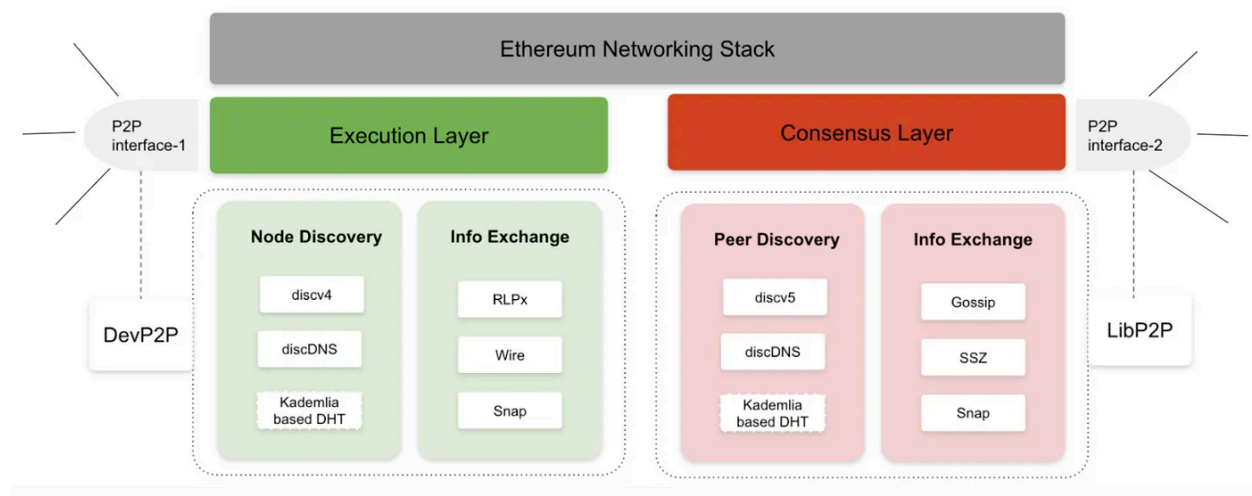 Ethereum Networking Stack
P2P
interface-1
Execution Layer
Consensus Layer
P2P
interface-2
Node Discovery
Info Exchange
Peer Discovery
Info Exchange
discv4
RLPx
discv5
Gossip
DevP2P
LibP2P
discDNS
Wire
discDNS
SSZ
Kademlia
based DHT
Snap
Kademlia
based DHT
Snap